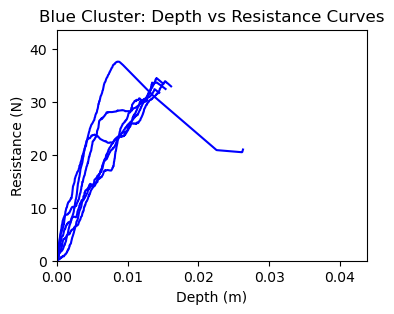 Blue Cluster: Depth vs Resistance Curves
Resistance (N)
40
30
20
10
0
0.00 0.01 0.02 0.03 0.04
Depth (m)